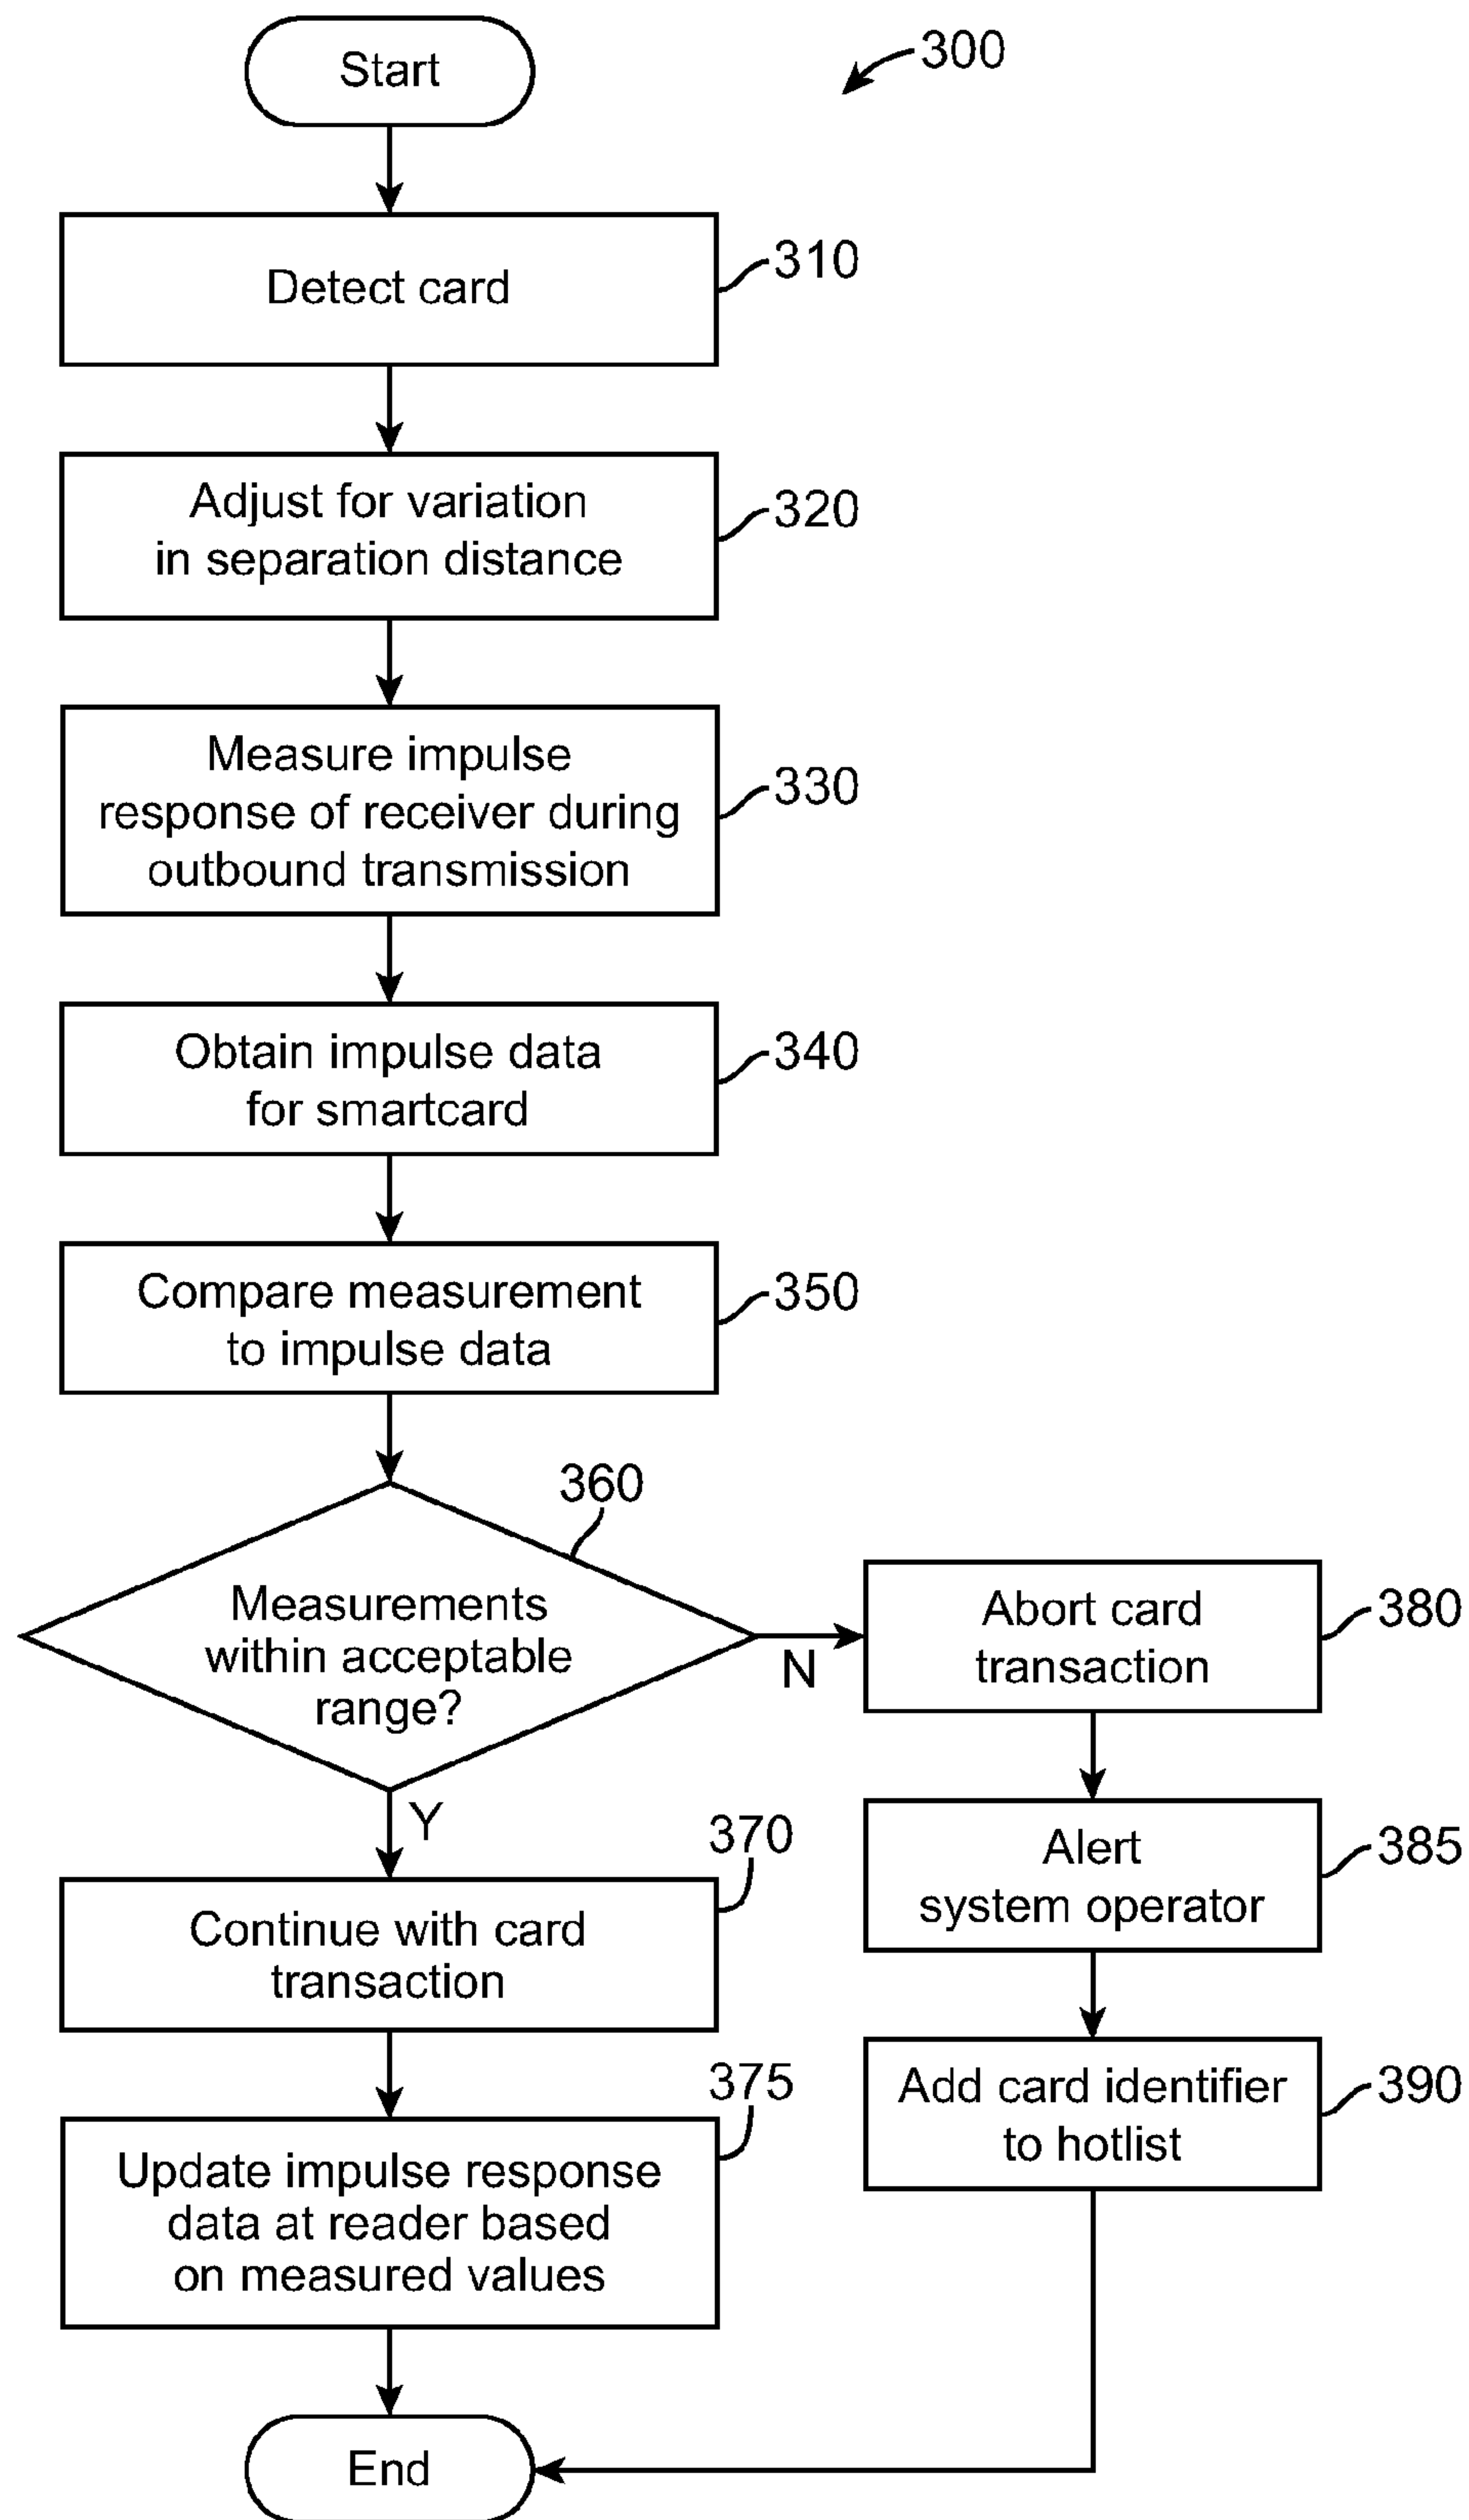 Start
300
Detect card
310
Adjust for variation
in separation distance
320
Measure impulse
response of receiver during
outbound transmission
330
Obtain impulse data
for smartcard
340
Compare measurement
to impulse data
350
360
Measurements
within acceptable
range?
N
Y
Abort card
transaction
380
Alert
system operator
385
Add card identifier
to hotlist
390
370
Continue with card
transaction
375
Update impulse response
data at reader based
on measured values
End